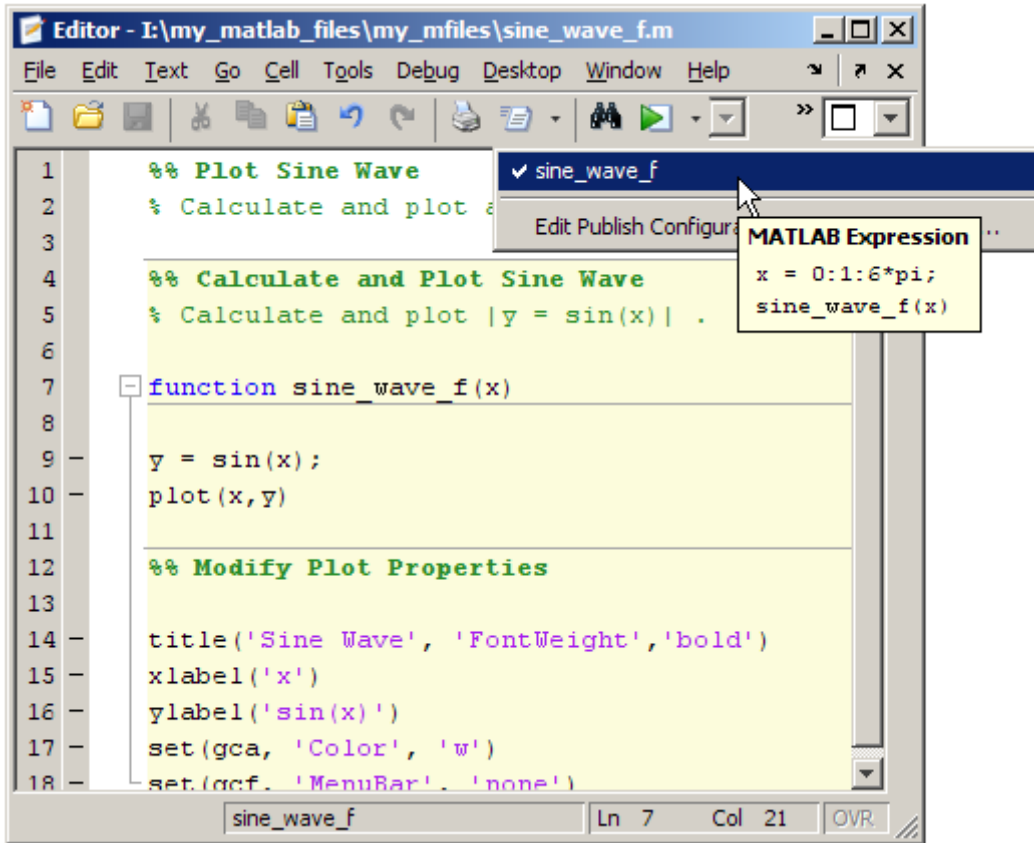 Editor - I:\my_matlab_files\my_mfiles\sine_wave_f.m
File Edit Text Go Cell Tools Debug Desktop Window Help
1 %% Plot Sine Wave
2 % Calculate and plot
3
4 %% Calculate and Plot Sine Wave
5 % Calculate and plot |y = sin(x)| .
6
7 function sine_wave_f(x)
8
9 y = sin(x);
10 plot(x,y)
11
12 %% Modify Plot Properties
13
14 title('Sine Wave', 'FontWeight','bold')
15 xlabel('x')
16 ylabel('sin(x)')
17 set(gca, 'Color', 'w')
18 set(gcf, 'MenuBar', 'none')
sine_wave_f
Edit Publish Configura ..
MATLAB Expression
x = 0:1:6*pi;
sine_wave_f(x)
sine_wave_f Ln 7 Col 21 OVR